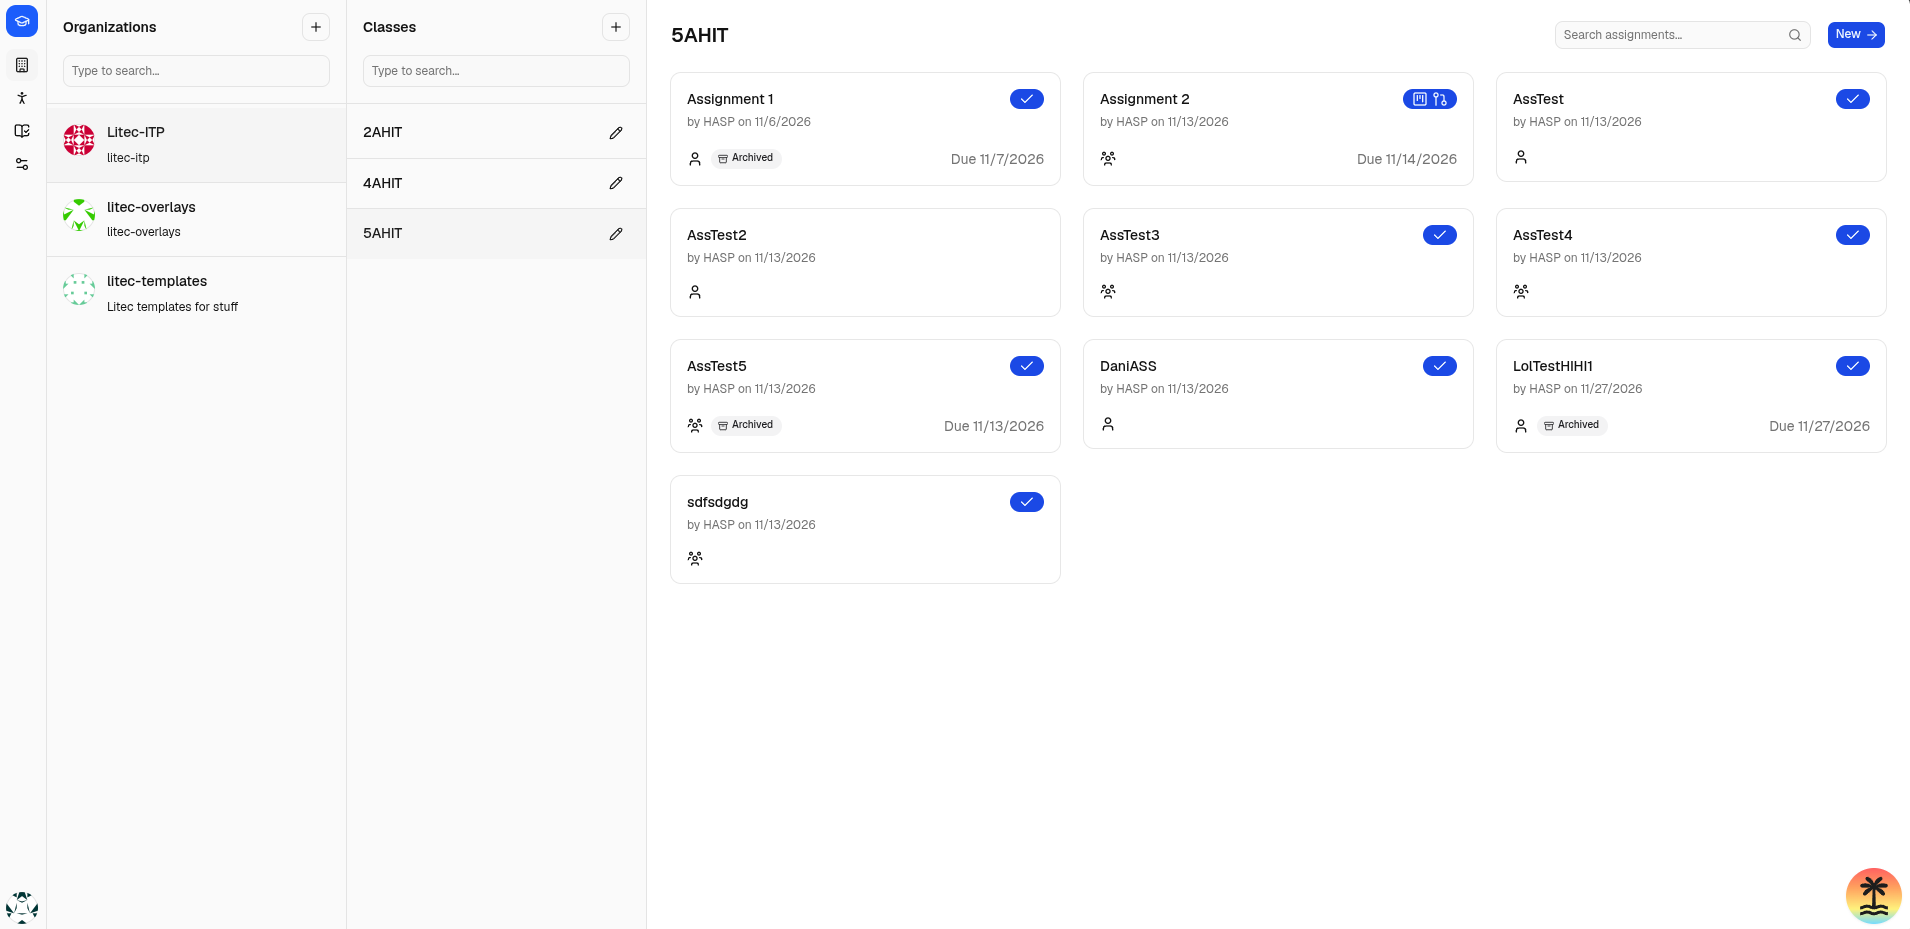 Organizations
Type to search...
Litec-ITP
litec-itp
litec-overlays
litec-overlays
litec-templates
Litec templates for stuff
Classes
Type to search...
2AHIT
4AHIT
5AHIT
5AHIT
Search assignments...
New
Assignment 1
by HASP on 11/6/2026
Archived
Due 11/7/2026
Assignment 2
by HASP on 11/13/2026
Due 11/14/2026
AssTest
by HASP on 11/13/2026
AssTest2
by HASP on 11/13/2026
AssTest3
by HASP on 11/13/2026
AssTest4
by HASP on 11/13/2026
AssTest5
by HASP on 11/13/2026
Archived
Due 11/13/2026
DaniASS
by HASP on 11/13/2026
LolTestHIHI1
by HASP on 11/27/2026
Archived
Due 11/27/2026
sdfsdgdg
by HASP on 11/13/2026